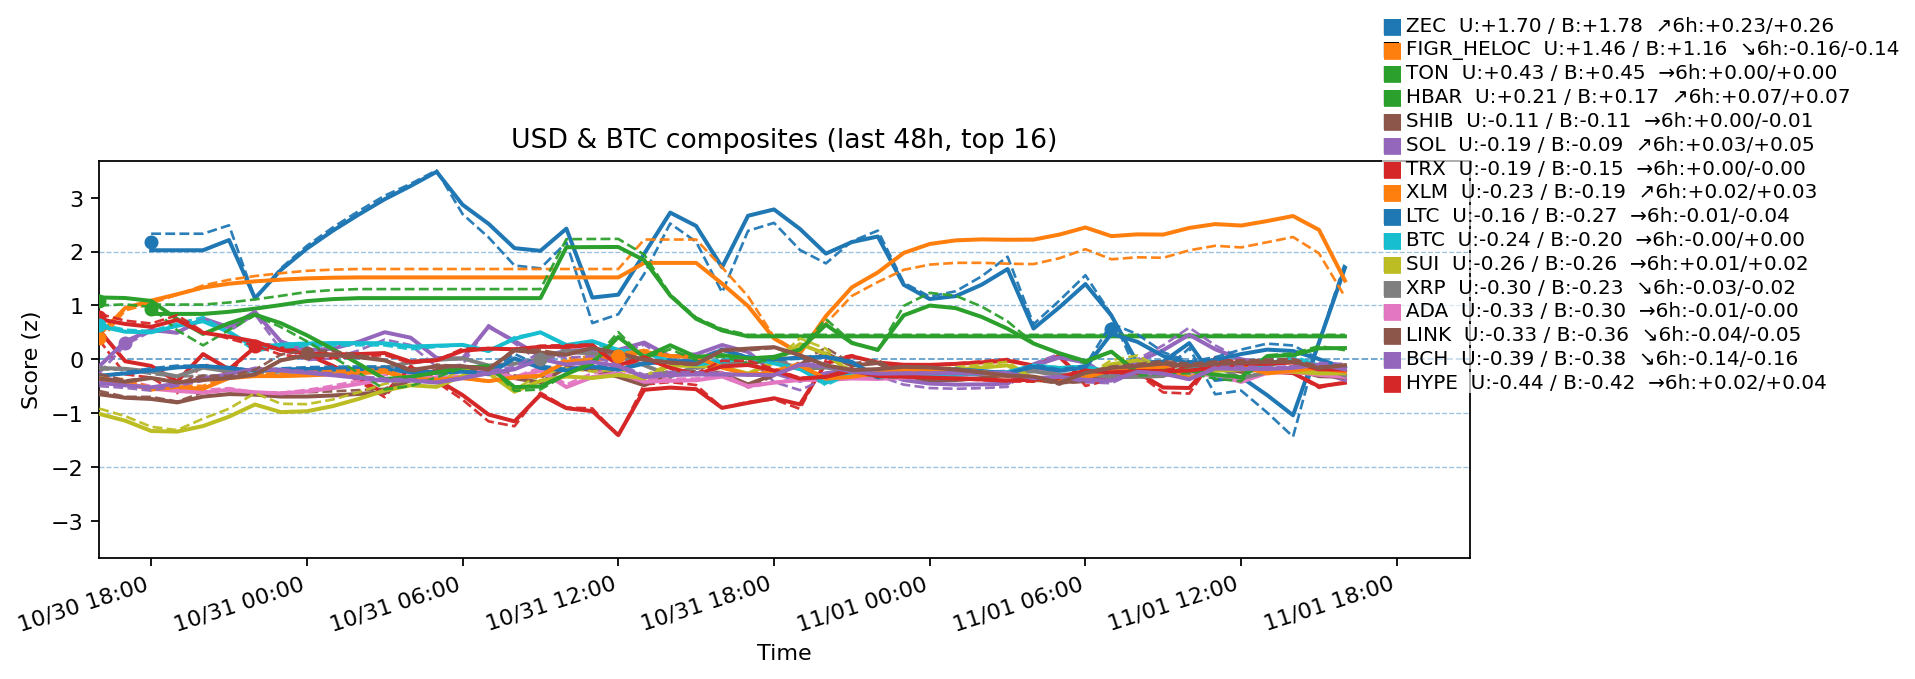 ZEC  U:+1.70 / B:+1.78  ↗6h:+0.23/+0.26
FIGR_HELOC  U:+1.46 / B:+1.16  ↘6h:-0.16/-0.14
TON  U:+0.43 / B:+0.45  →6h:+0.00/+0.00
HBAR  U:+0.21 / B:+0.17  ↗6h:+0.07/+0.07
SHIB  U:-0.11 / B:-0.11  →6h:+0.00/-0.01
SOL  U:-0.19 / B:-0.09  ↗6h:+0.03/+0.05
TRX  U:-0.19 / B:-0.15  →6h:+0.00/-0.00
XLM  U:-0.23 / B:-0.19  ↗6h:+0.02/+0.03
LTC  U:-0.16 / B:-0.27  →6h:-0.01/-0.04
BTC  U:-0.24 / B:-0.20  →6h:-0.00/+0.00
SUI  U:-0.26 / B:-0.26  →6h:+0.01/+0.02
XRP  U:-0.30 / B:-0.23  ↘6h:-0.03/-0.02
ADA  U:-0.33 / B:-0.30  →6h:-0.01/-0.00
LINK  U:-0.33 / B:-0.36  ↘6h:-0.04/-0.05
BCH  U:-0.39 / B:-0.38  ↘6h:-0.14/-0.16
HYPE  U:-0.44 / B:-0.42  →6h:+0.02/+0.04
USD & BTC composites (last 48h, top 16)
Score (z)
3
2
1
0
−1
−2
−3
10/30 18:00
10/31 00:00
10/31 06:00
10/31 12:00
10/31 18:00
11/01 00:00
11/01 06:00
11/01 12:00
11/01 18:00
Time